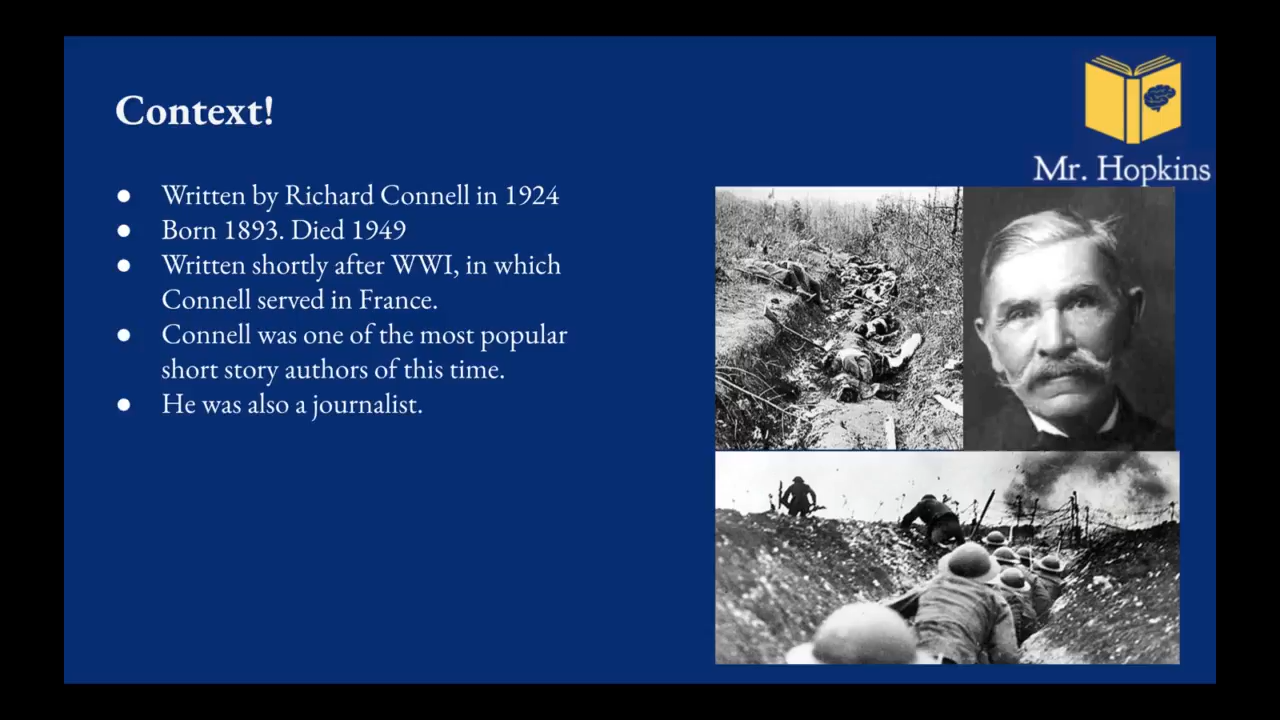 Context!
Mr. Hopkins
● Written by Richard Connell in 1924
● Born 1893. Died 1949
● Written shortly after WWI, in which
Connell served in France.
● Connell was one of the most popular
short story authors of this time.
● He was also a journalist.